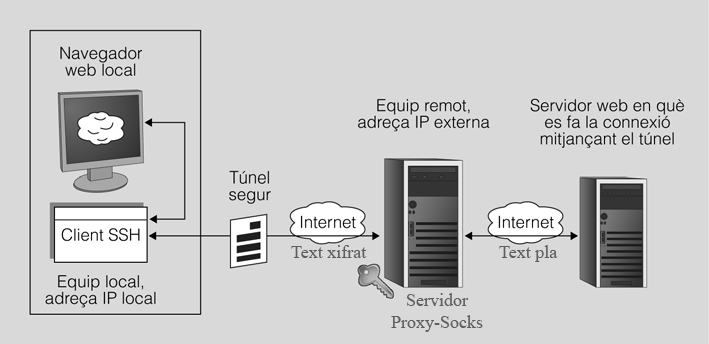 Navegador
web local
Client SSH
Equip local,
adreça IP local
Túnel
segur
Internet
Text xifrat
Equip remot,
adreça IP externa
Servidor
Proxy-Socks
Internet
Text pla
Servidor web en què
es fa la connexió
mitjançant el túnel